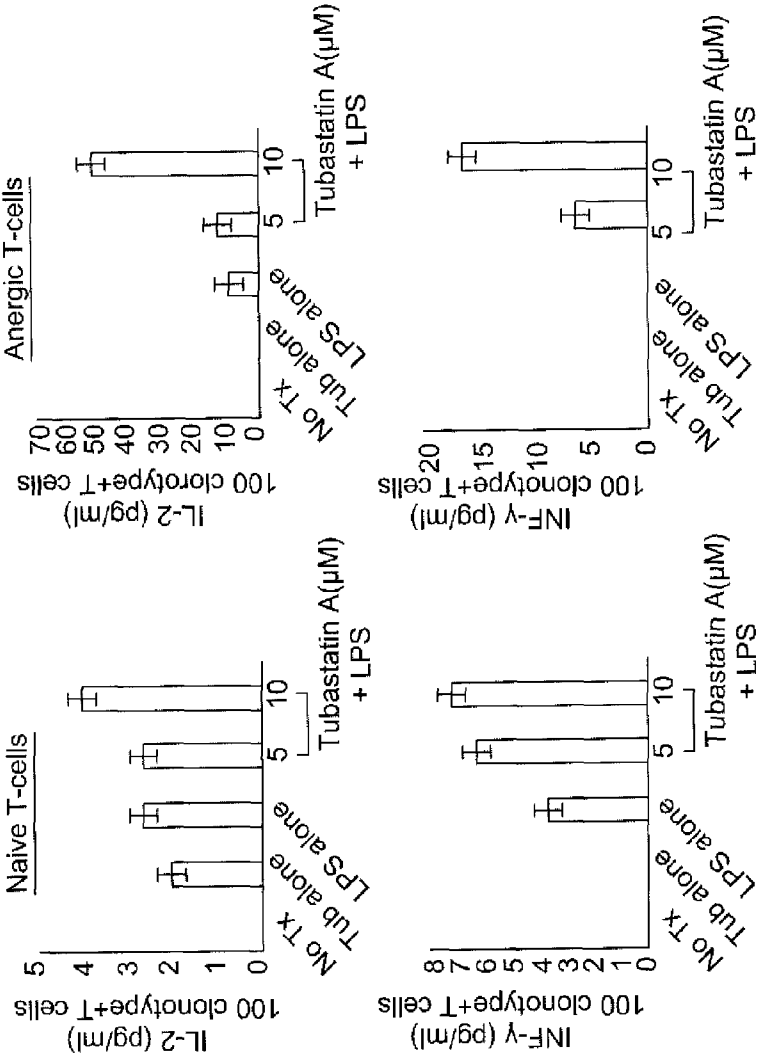 Naive T-cells
IL-2 (pg/ml)
100 clonotype+T cells
5
4
3
2
1
0
No Tx
Tub alone
LPS alone
5
10
Tubastatin A(µM)
+ LPS
Anergic T-cells
IL-2 (pg/ml)
100 clonotype+T cells
70
60
50
40
30
20
10
0
No Tx
Tub alone
LPS alone
5
10
Tubastatin A(µM)
+ LPS
INF-γ (pg/ml)
100 clonotype+T cells
8
7
6
5
4
3
2
1
0
No Tx
Tub alone
LPS alone
5
10
Tubastatin A(µM)
+ LPS
INF-γ (pg/ml)
100 clonotype+T cells
20
15
10
5
0
No Tx
Tub alone
LPS alone
5
10
Tubastatin A(µM)
+ LPS